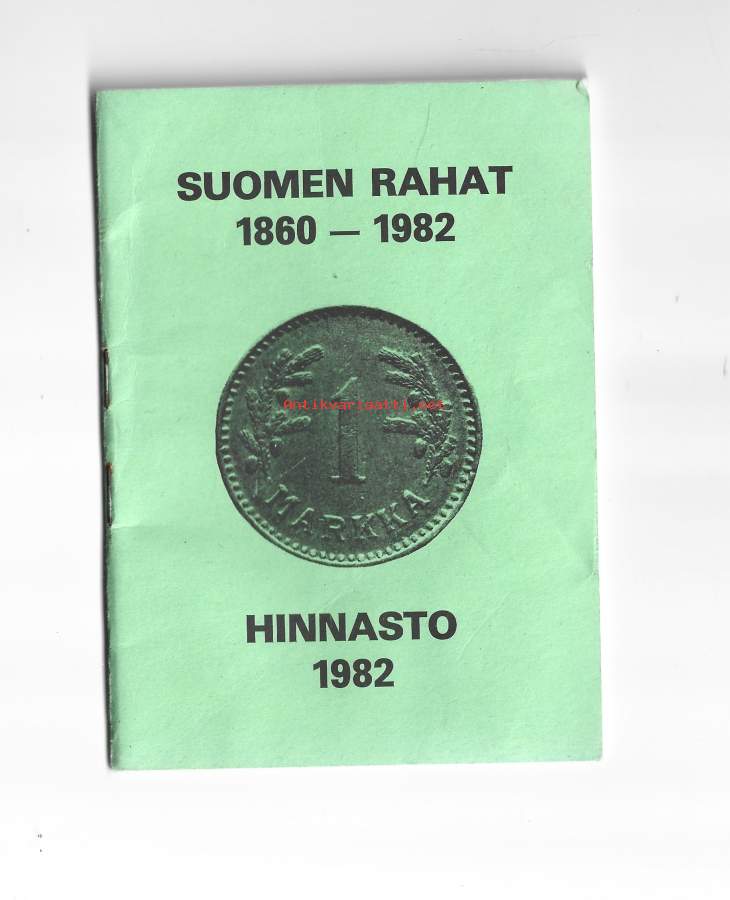 SUOMEN RAHAT
1860 — 1982
1
Antikvariaatti.net
MARKKA
HINNASTO
1982